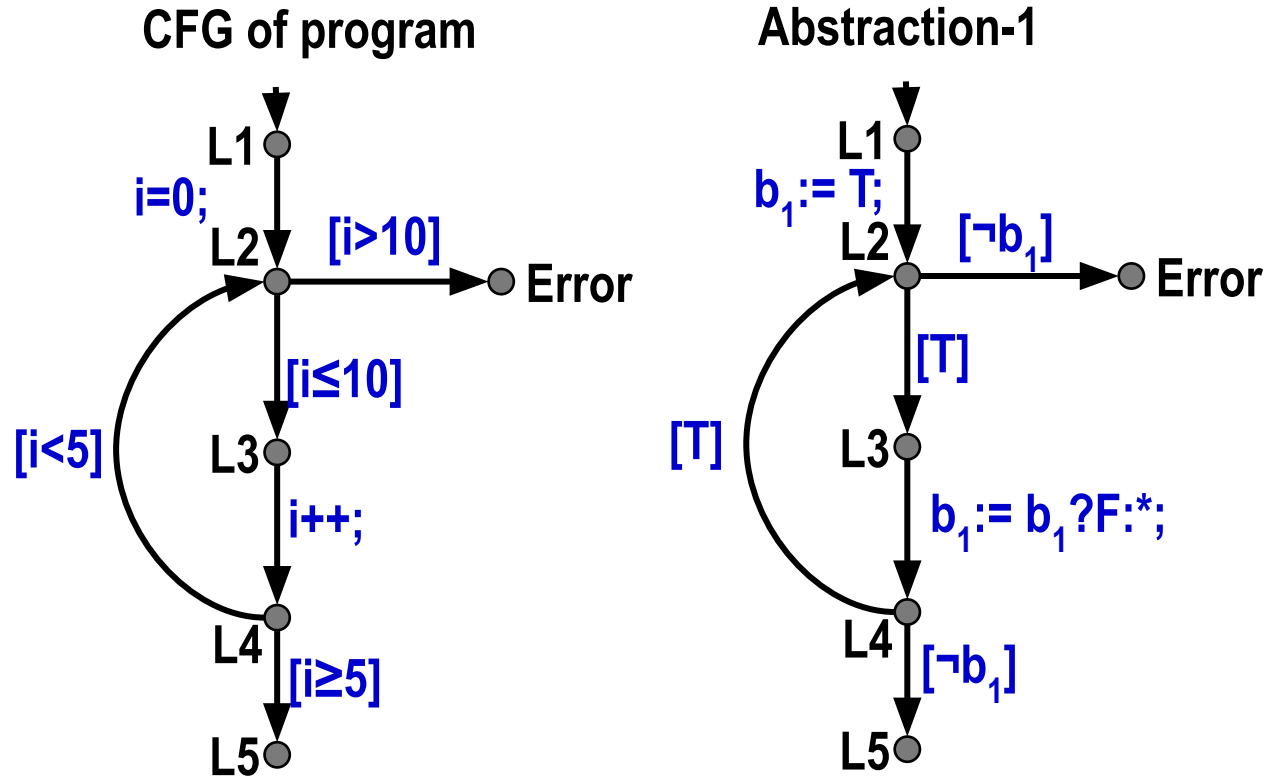 CFG of program
L1
i=0;
L2
[i>10]
Error
[i≤10]
[i<5]
L3
i++;
L4
[i≥5]
L5
Abstraction-1
L1
b₁:= T;
L2
[¬b₁]
Error
[T]
[T]
L3
b₁:= b₁?F:*;
L4
[¬b₁]
L5